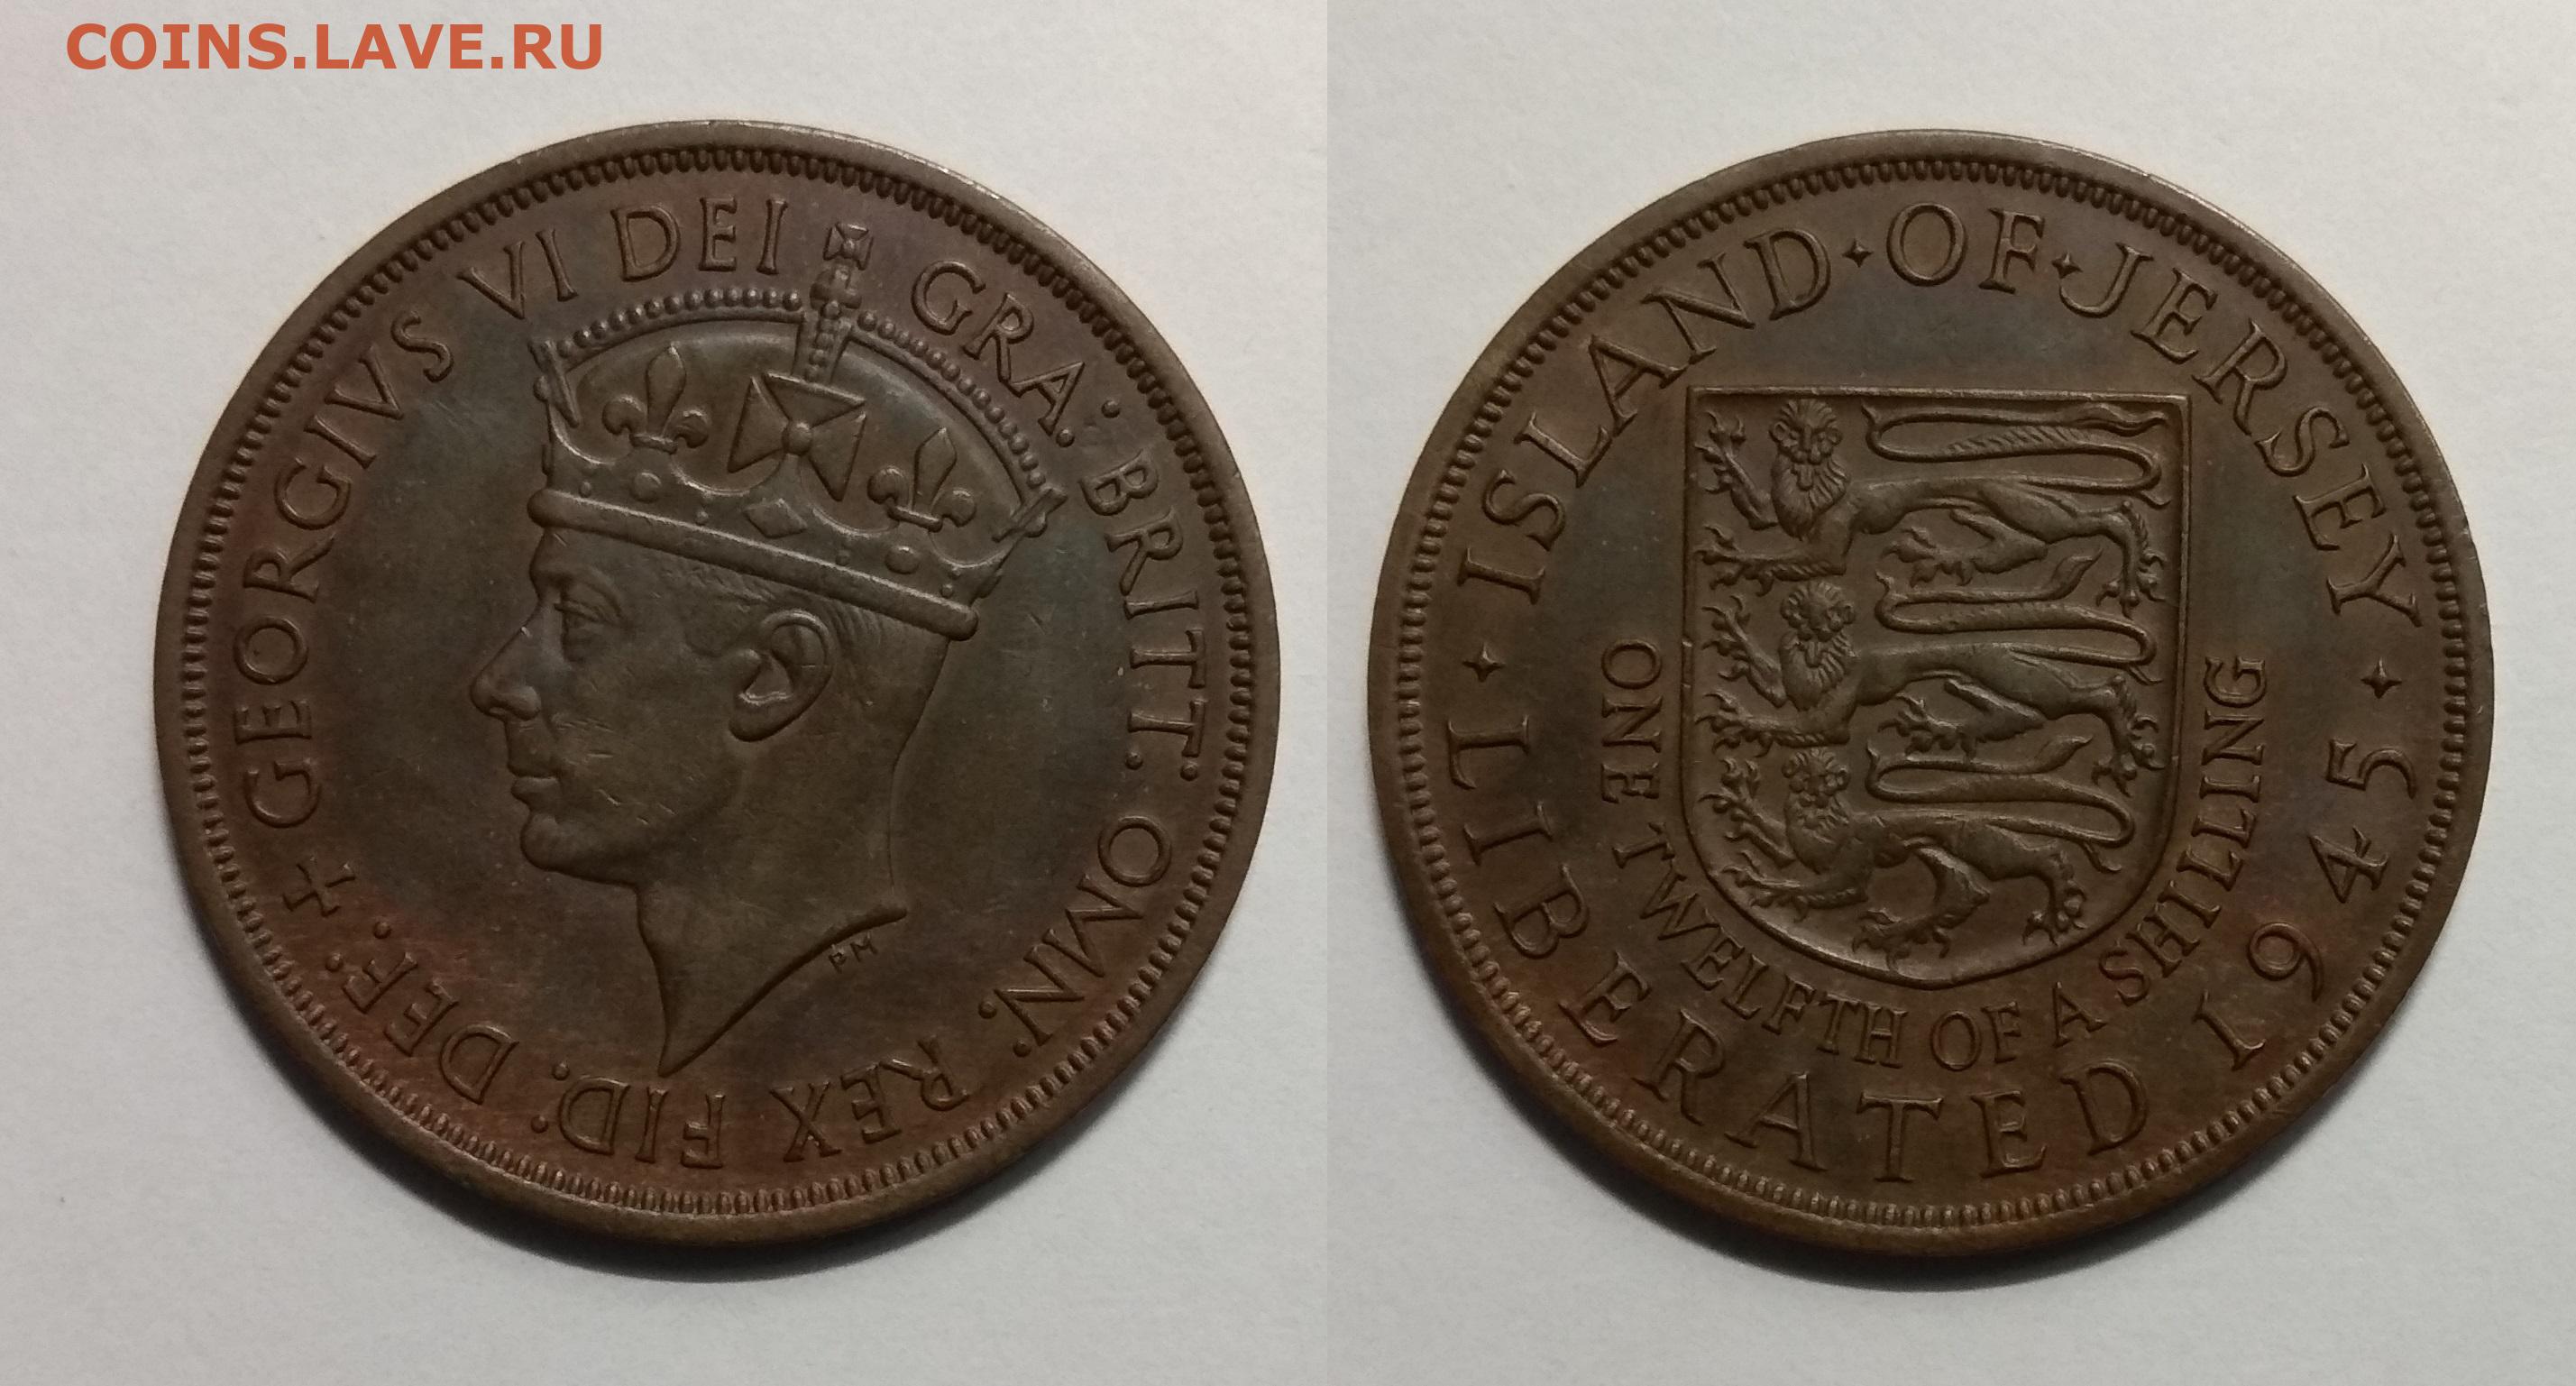 COINS.LAVE.RU
+ GEORGIVS VI DEI GRA: BRITT: OMN: REX FID: DEF:
PM
ISLAND·OF·JERSEY
LIBERATED 1945
ONE TWELFTH OF A SHILLING